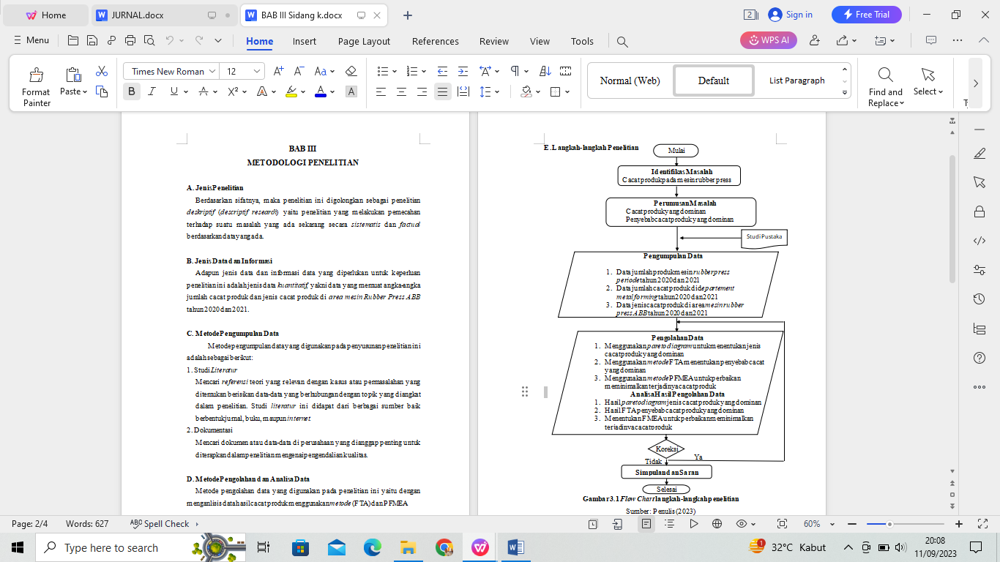 Home
JURNAL.docx
BAB III Sidang k.docx
2
Sign in
Free Trial
Menu
Home
Insert
Page Layout
References
Review
View
Tools
WPS AI
Format
Painter
Paste
Times New Roman
12
Normal (Web)
Default
List Paragraph
Find and
Replace
Select
BAB III
METODOLOGI PENELITIAN
A. Jenis Penelitian
Berdasarkan sifatnya, maka penelitian ini digolongkan sebagai penelitian
deskriptif (descriptif research) yaitu penelitian yang melakukan pemecahan
terhadap suatu masalah yang ada sekarang secara sistematis dan factual
berdasarkan data yang ada.
B. Jenis Data dan Informasi
Adapun jenis data dan informasi data yang diperlukan untuk keperluan
penelitian ini adalah jenis data kuantitatif, yakni data yang memuat angka-angka
jumlah cacat produk dan jenis cacat produk di area mesin Rubber Press ABB
tahun 2020 dan 2021.
C. Metode Pengumpulan Data
Metode pengumpulan data yang digunakan pada penyusunan penelitian ini
adalah sebagai berikut:
1. Studi Literatur
Mencari referensi teori yang relevan dengan kasus atau permasalahan yang
ditemukan berisikan data-data yang berhubungan dengan topik yang diangkat
dalam penelitian. Studi literatur ini didapat dari berbagai sumber baik
berbentuk jurnal, buku, maupun internet
2. Dokumentasi
Mencari dokumen atau data-data di perusahaan yang dianggap penting untuk
diterapkan dalam penelitian mengenai pengendalian kualitas.
D. Metode Pengolahan dan Analisa Data
Metode pengolahan data yang digunakan pada penelitian ini yaitu dengan
menganlisis data hasil cacat produk menggunakan metode (FTA) dan PFMEA
E. Langkah-langkah Penelitian
Mulai
Identifikas Masalah
Cacat produk pada mesin rubber press
Perumusan Masalah
Cacat produk yang dominan
Penyebab cacat produk yang dominan
Studi Pustaka
Pengumpulan Data
1. Data jumlah produk mesin rubber press
periode tahun 2020 dan 2021
2. Data jumlah cacat produk di departement
metal forming tahun 2020 dan 2021
3. Data jenis cacat produk di area mesin rubber
press ABB tahun 2020 dan 2021
Pengolahan Data
1. Menggunakan pareto diagram untuk menentukan jenis
cacat produk yang dominan
2. Menggunakan metode FTA menentukan penyebab cacat
yang dominan
3. Menggunakan metode PFMEA untuk perbaikan
meminimalkan terjadinya cacat produk
Analisa Hasil Pengolahan Data
1. Hasil pareto diagram jenis cacat produk yang dominan
2. Hasil FTA penyebab cacat produk yang dominan
3. Menentukan FMEA untuk perbaikan meminimalkan
terjadinya cacat produk
Koreksi
Tidak
Ya
Simpulan dan Saran
Selesai
Gambar 3.1 Flow Chart langkah-langkah penelitian
Sumber: Penulis (2023)
Page: 2/4
Words: 627
Spell Check
60%
Type here to search
32°C Kabut
20:08
11/09/2023